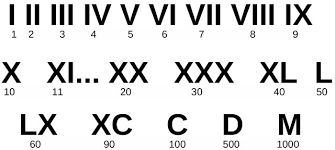 I II III IV V VI VII VIII IX
1 2 3 4 5 6 7 8 9
X XI... XX XXX XL L
10 11 20 30 40 50
LX XC C D M
60 90 100 500 1000